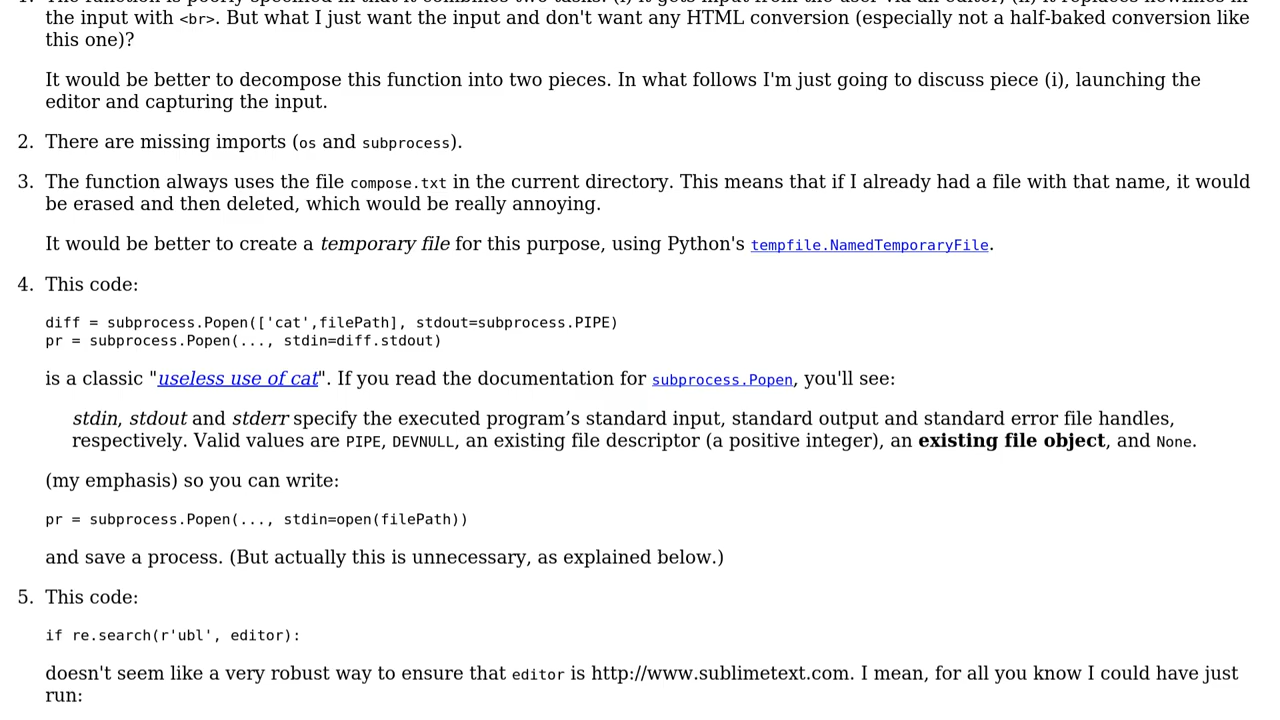 the input with <br>. But what I just want the input and don't want any HTML conversion (especially not a half-baked conversion like
this one)?
It would be better to decompose this function into two pieces. In what follows I'm just going to discuss piece (i), launching the
editor and capturing the input.
2. There are missing imports (os and subprocess).
3. The function always uses the file compose.txt in the current directory. This means that if I already had a file with that name, it would
be erased and then deleted, which would be really annoying.
It would be better to create a temporary file for this purpose, using Python's tempfile.NamedTemporaryFile.
4. This code:
diff = subprocess.Popen(['cat',filePath], stdout=subprocess.PIPE)
pr = subprocess.Popen(..., stdin=diff.stdout)
is a classic "useless use of cat". If you read the documentation for subprocess.Popen, you'll see:
stdin, stdout and stderr specify the executed program’s standard input, standard output and standard error file handles,
respectively. Valid values are PIPE, DEVNULL, an existing file descriptor (a positive integer), an existing file object, and None.
(my emphasis) so you can write:
pr = subprocess.Popen(..., stdin=open(filePath))
and save a process. (But actually this is unnecessary, as explained below.)
5. This code:
if re.search(r'ubl', editor):
doesn't seem like a very robust way to ensure that editor is http://www.sublimetext.com. I mean, for all you know I could have just
run: